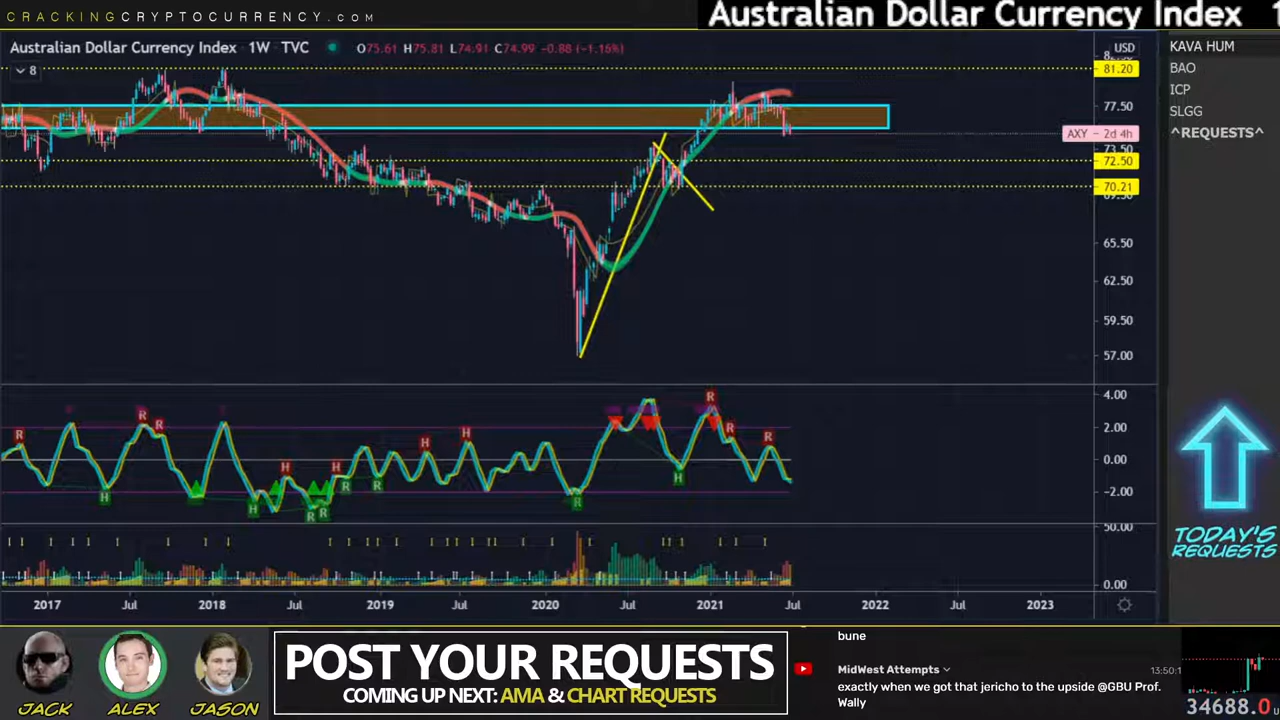 CRACKINGCRYPTOCURRENCY.com
Australian Dollar Currency Index
Australian Dollar Currency Index · 1W · TVC
O75.61 H75.81 L74.91 C74.99 -0.88 (-1.16%)
8
USD
81.20
77.50
AXY - 2d 4h
73.50
72.50
70.21
69.50
65.50
62.50
59.50
57.00
KAVA HUM
BAO
ICP
SLGG
^REQUESTS^
TODAY'S
REQUESTS
4.00
2.00
0.00
-2.00
50.00
0.00
R R R H H H H R R H H R H R H R R R R
2017 Jul 2018 Jul 2019 Jul 2020 Jul 2021 Jul 2022 Jul 2023
JACK
ALEX
JASON
POST YOUR REQUESTS
COMING UP NEXT: AMA & CHART REQUESTS
bune
MidWest Attempts
13:50:1
exactly when we got that jericho to the upside @GBU Prof.
Wally
34688.0